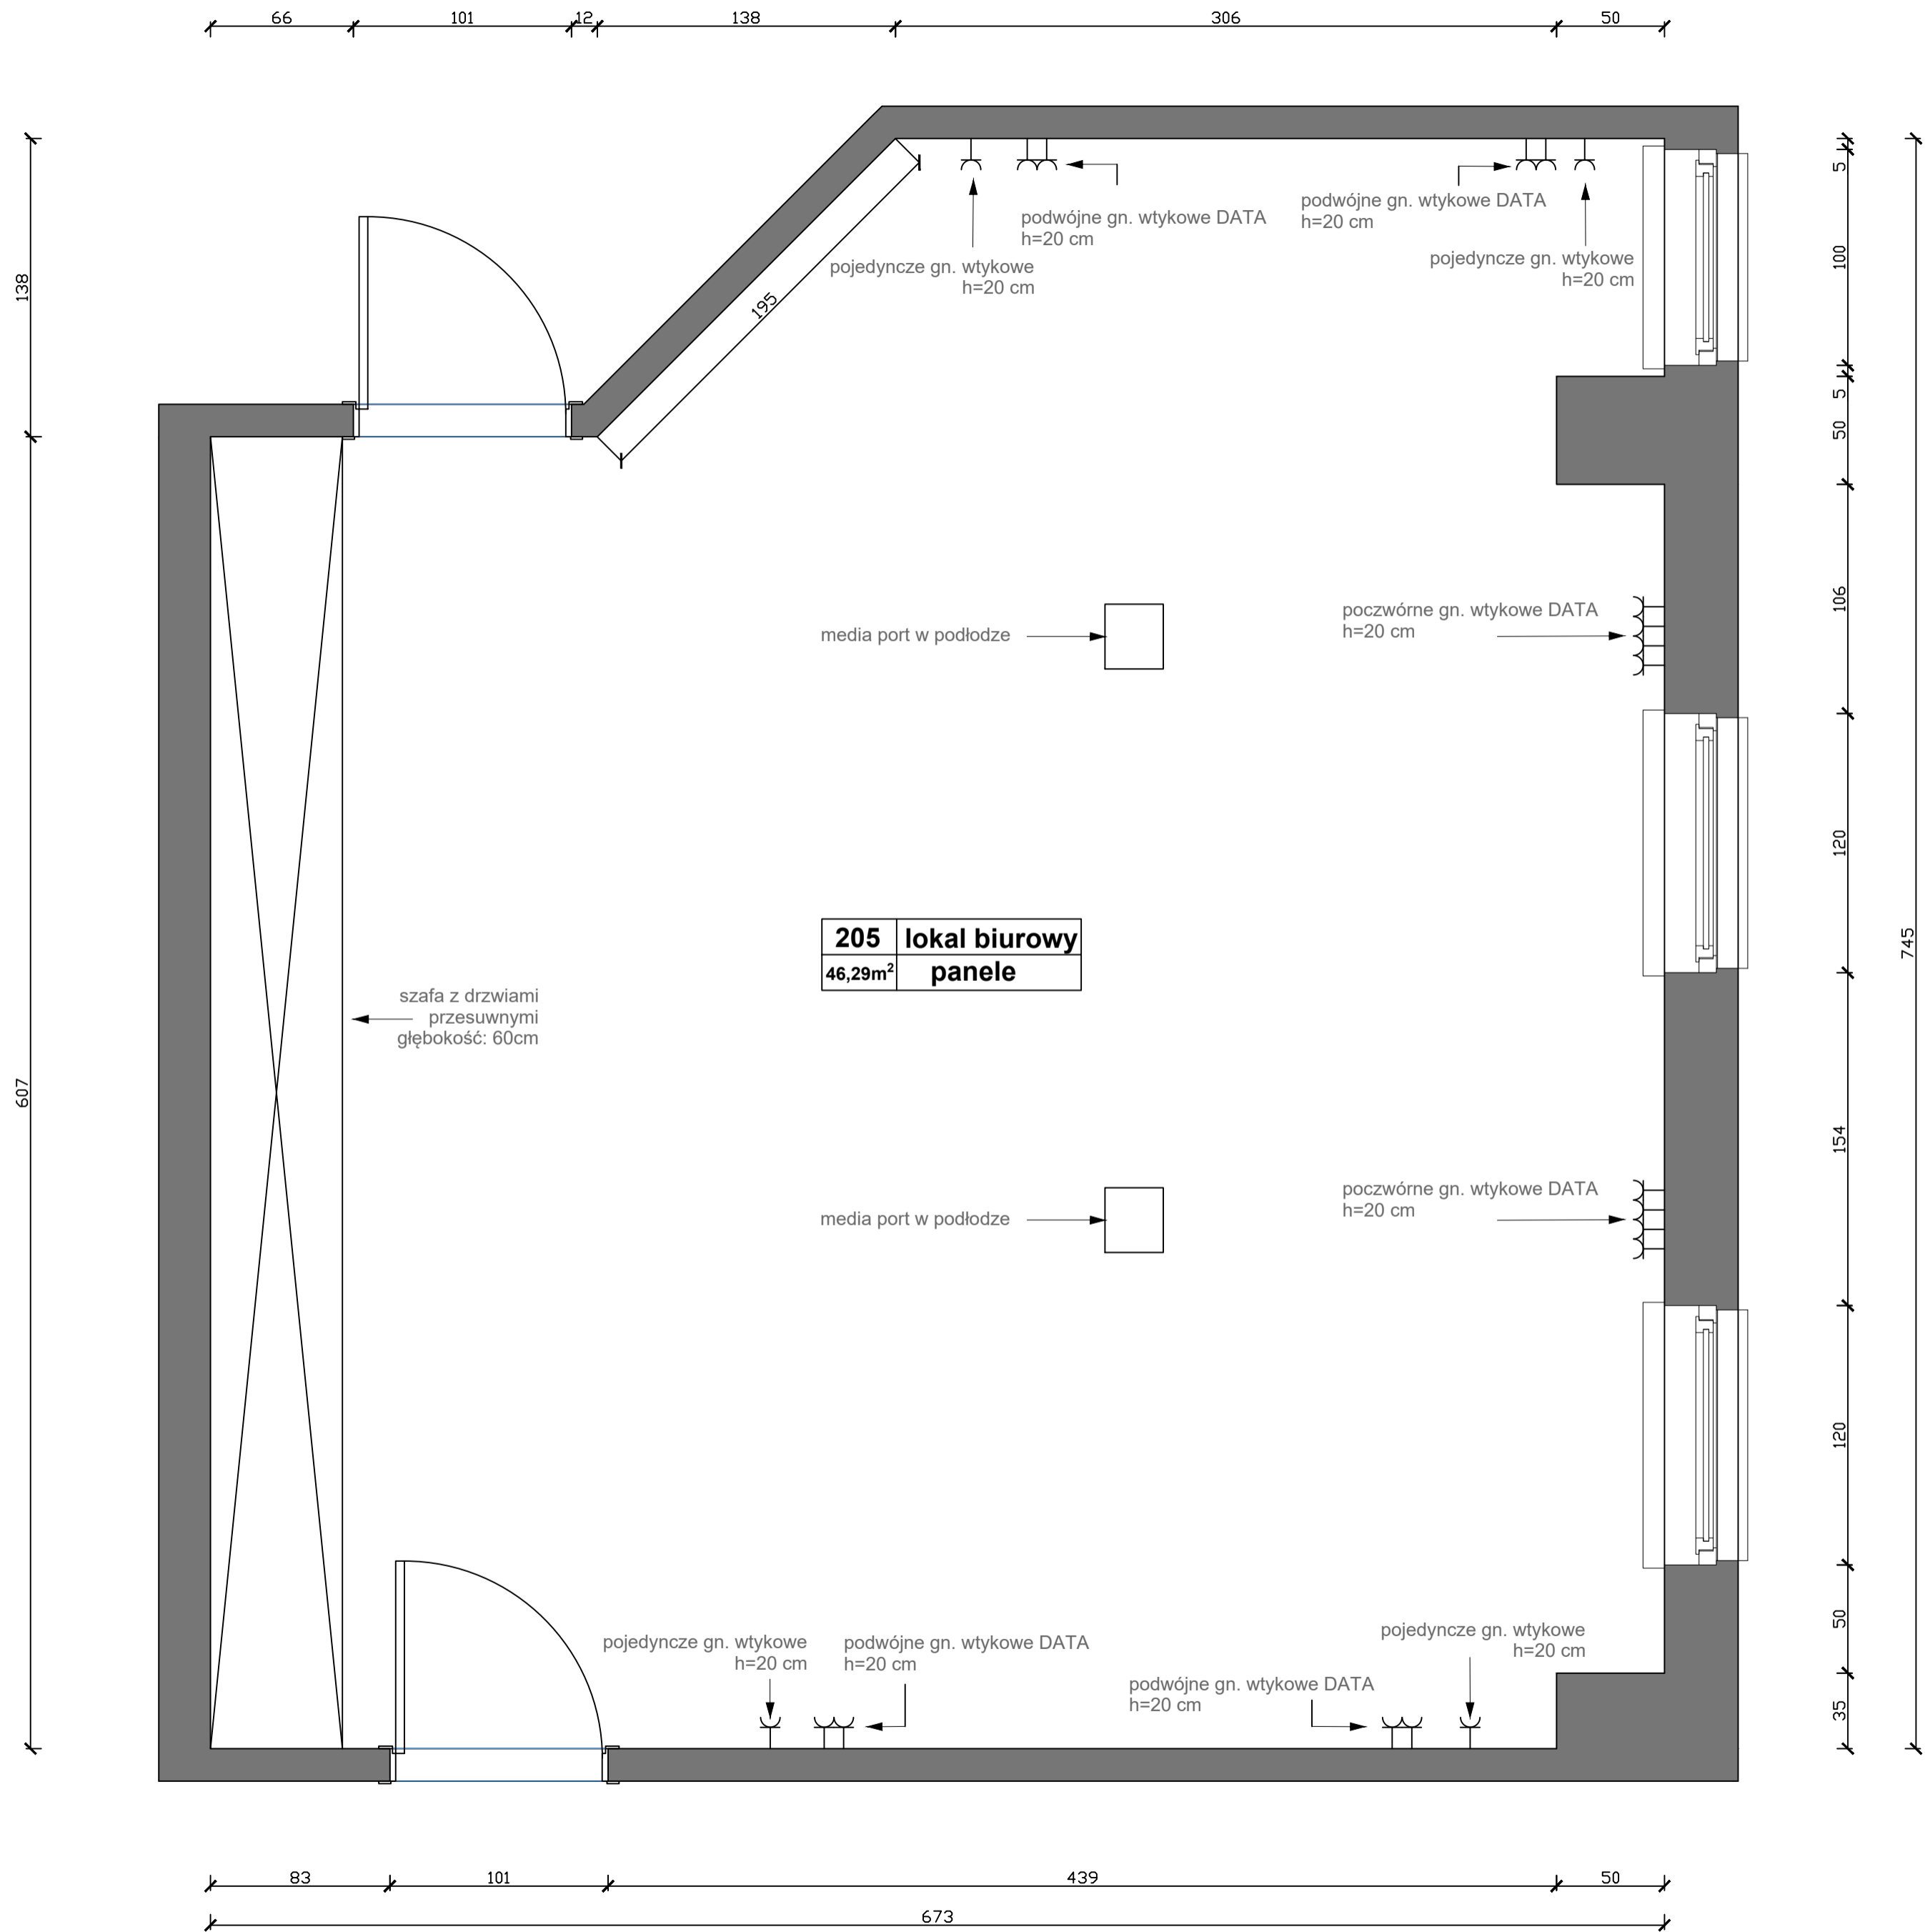 66 101 12 138 306 50
138
607
195
podwójne gn. wtykowe DATA
h=20 cm
pojedyncze gn. wtykowe
h=20 cm
podwójne gn. wtykowe DATA
h=20 cm
pojedyncze gn. wtykowe
h=20 cm
5
100
5
50
106
120
154
120
50
35
745
media port w podłodze
poczwórne gn. wtykowe DATA
h=20 cm
205 lokal biurowy
46,29m² panele
szafa z drzwiami
przesuwnymi
głębokość: 60cm
media port w podłodze
poczwórne gn. wtykowe DATA
h=20 cm
pojedyncze gn. wtykowe
h=20 cm
podwójne gn. wtykowe DATA
h=20 cm
podwójne gn. wtykowe DATA
h=20 cm
pojedyncze gn. wtykowe
h=20 cm
83 101 439 50
673